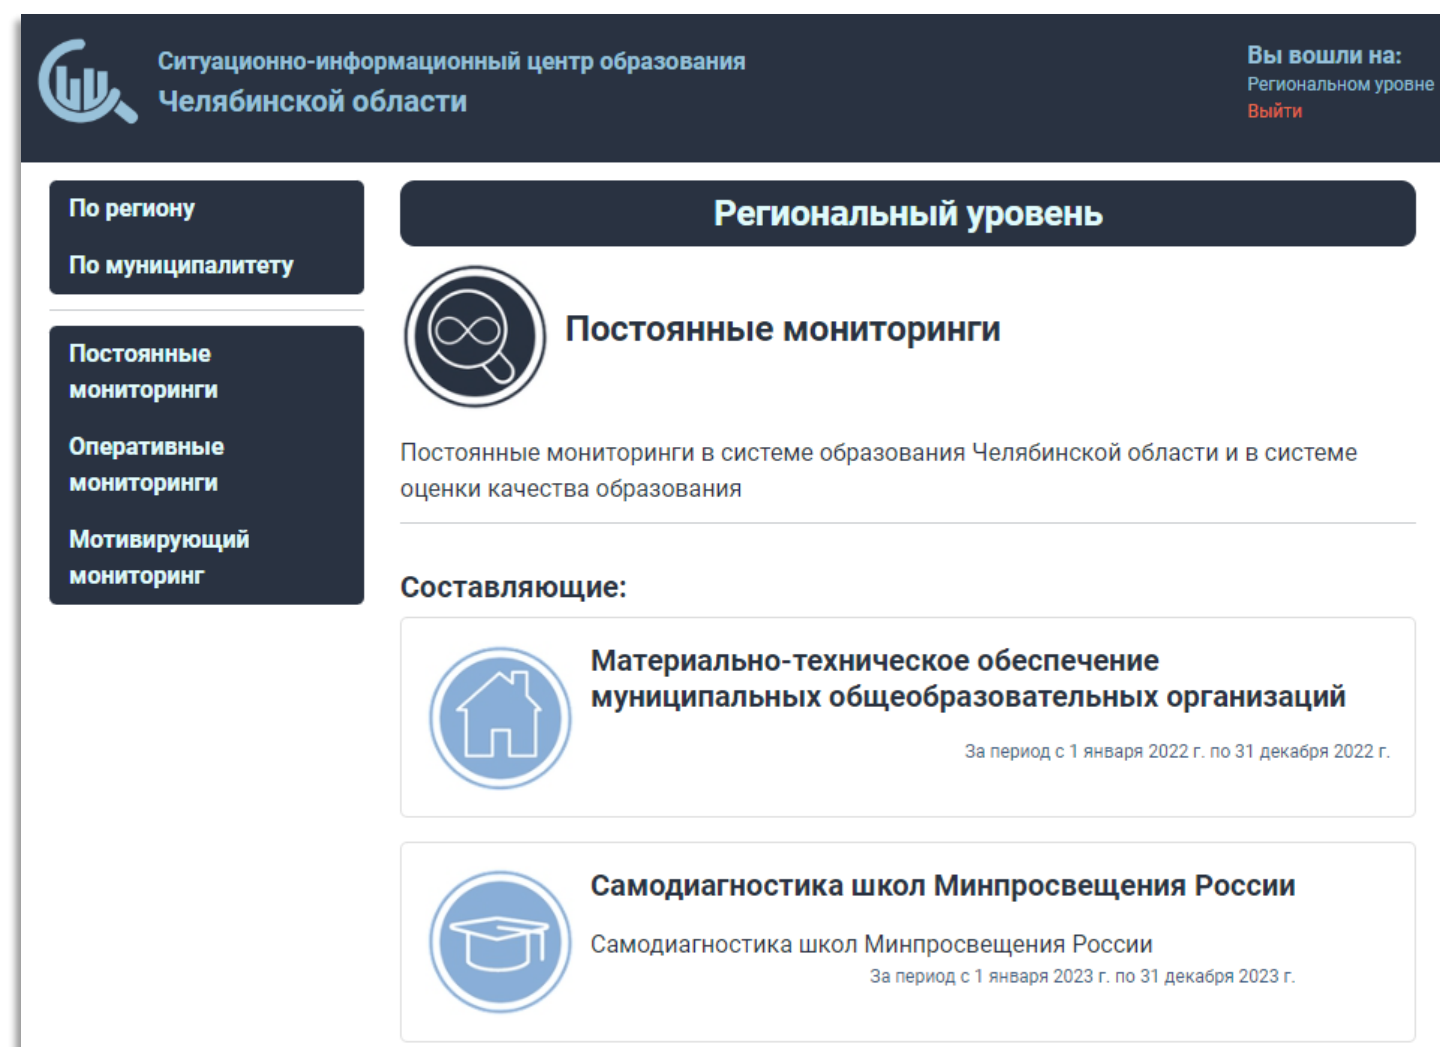 Ситуационно-информационный центр образования
Челябинской области
Вы вошли на:
Региональном уровне
Выйти
По региону
По муниципалитету
Постоянные
мониторинги
Оперативные
мониторинги
Мотивирующий
мониторинг
Региональный уровень
Постоянные мониторинги
Постоянные мониторинги в системе образования Челябинской области и в системе
оценки качества образования
Составляющие:
Материально-техническое обеспечение
муниципальных общеобразовательных организаций
За период с 1 января 2022 г. по 31 декабря 2022 г.
Самодиагностика школ Минпросвещения России
Самодиагностика школ Минпросвещения России
За период с 1 января 2023 г. по 31 декабря 2023 г.